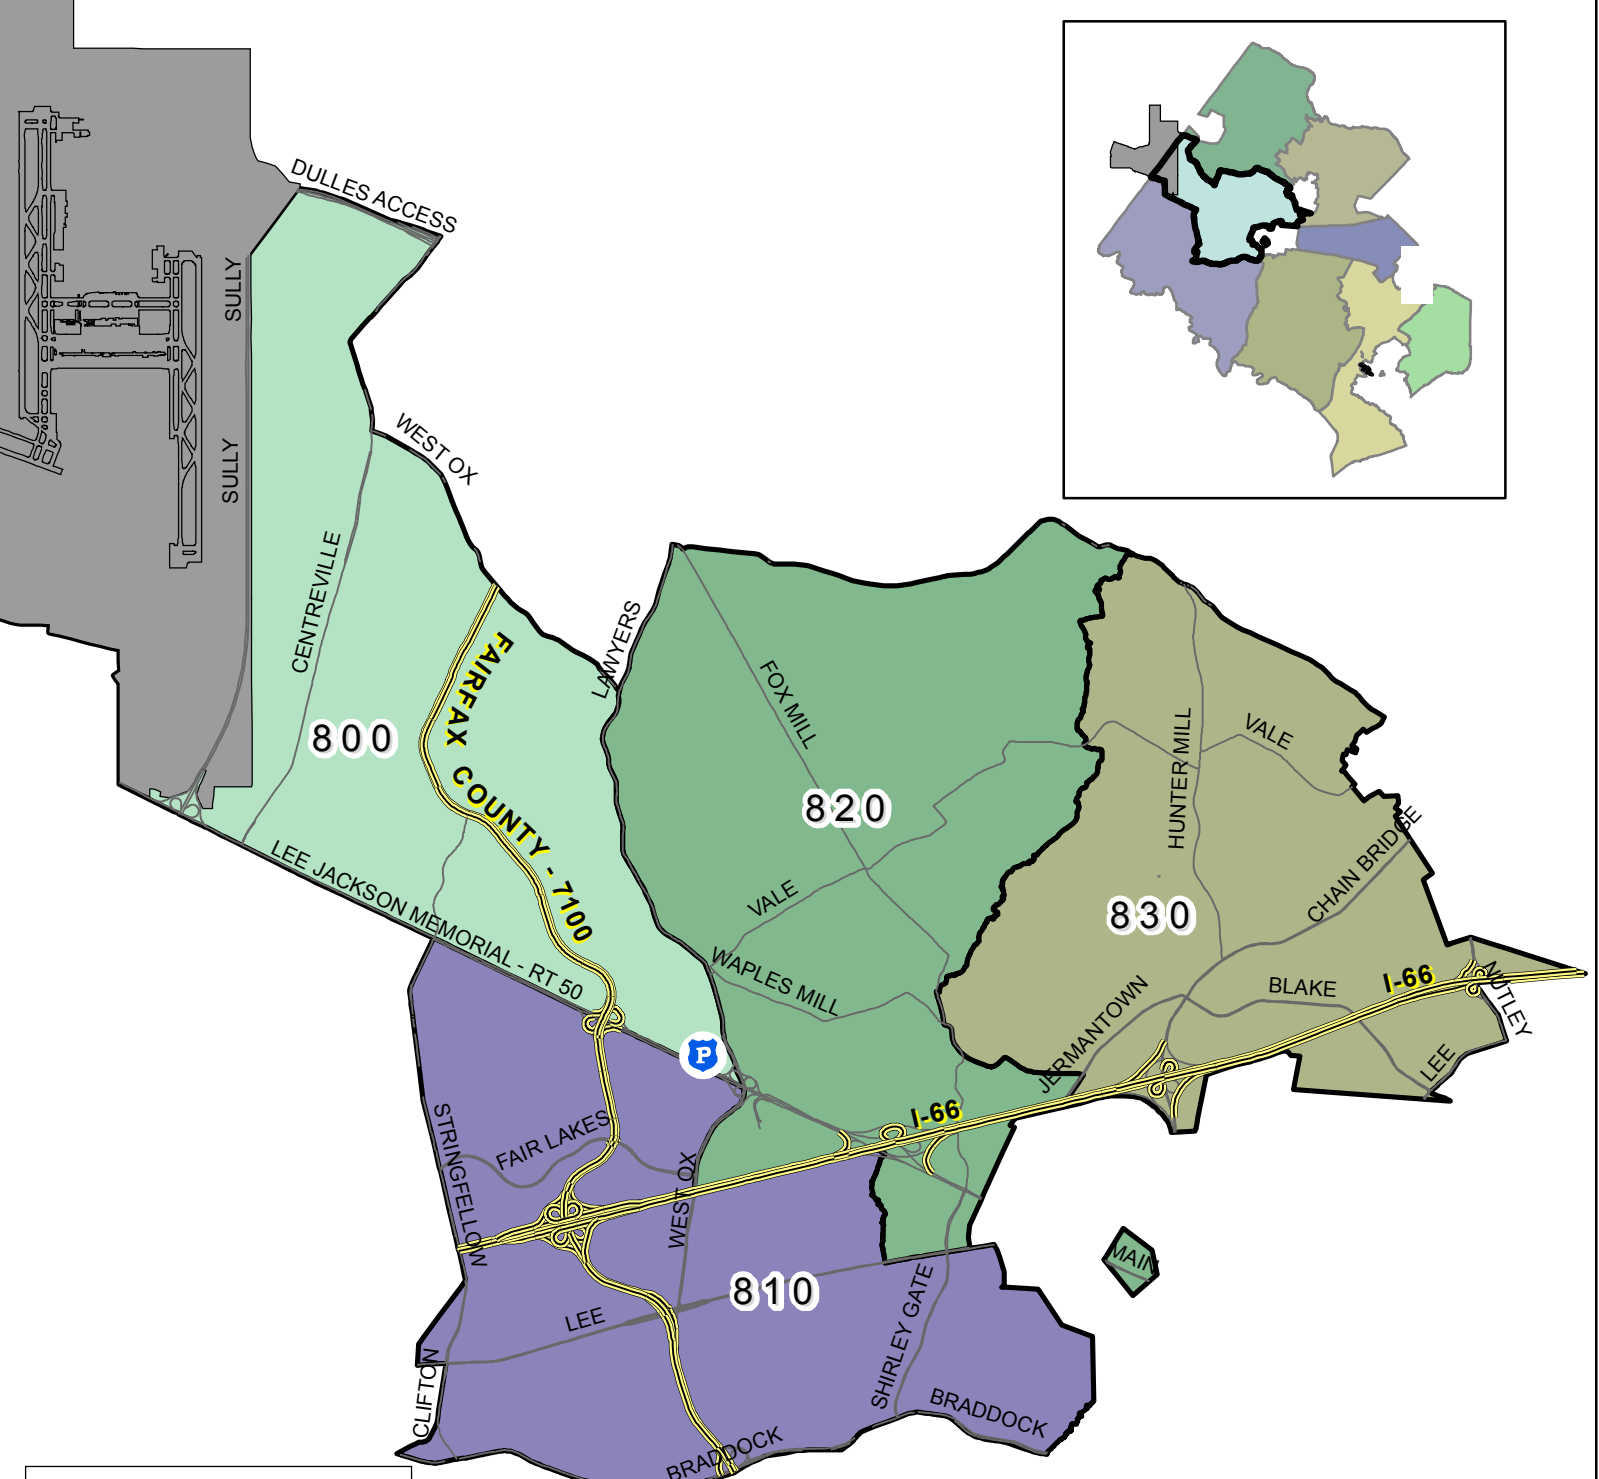 DULLES ACCESS
SULLY
WEST OX
SULLY
CENTREVILLE
LAWYERS
FAIRFAX COUNTY - 7100
FOX MILL
800
HUNTER MILL
VALE
820
CHAIN BRIDGE
LEE JACKSON MEMORIAL - RT 50
VALE
830
WAPLES MILL
I-66
BLAKE
NUTLEY
JERMANTOWN
P
LEE
I-66
STRINGFELLOW
FAIR LAKES
WEST OX
MAIN
810
LEE
SHIRLEY GATE
CLIFTON
BRADDOCK
BRADDOCK